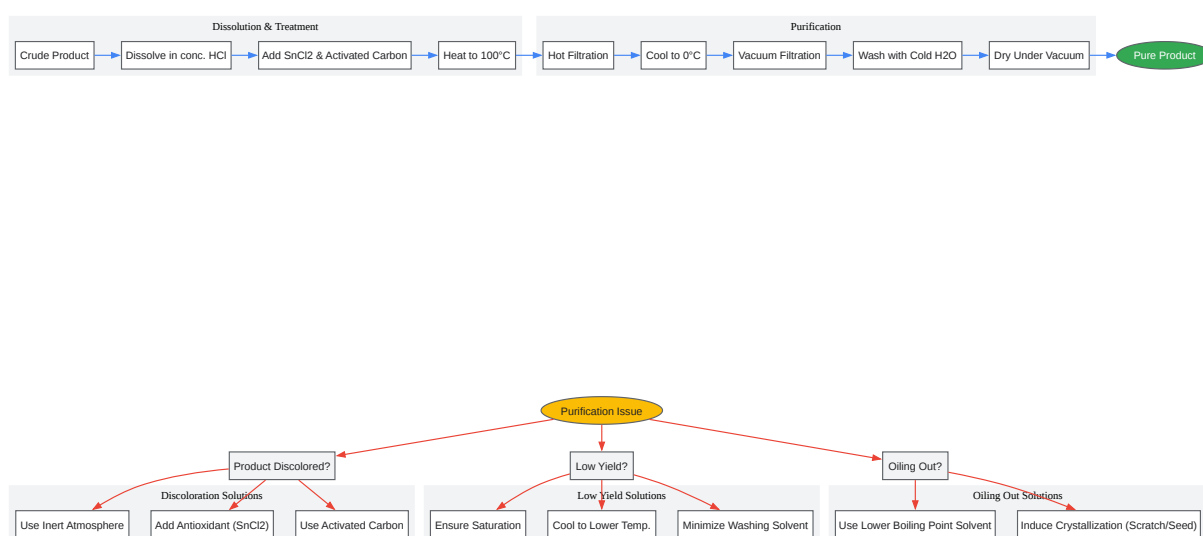 Dissolution & Treatment
Purification
Crude Product
Dissolve in conc. HCl
Add SnCl2 & Activated Carbon
Heat to 100°C
Hot Filtration
Cool to 0°C
Vacuum Filtration
Wash with Cold H2O
Dry Under Vacuum
Pure Product
Purification Issue
Product Discolored?
Low Yield?
Oiling Out?
Discoloration Solutions
Low Yield Solutions
Oiling Out Solutions
Use Inert Atmosphere
Add Antioxidant (SnCl2)
Use Activated Carbon
Ensure Saturation
Cool to Lower Temp.
Minimize Washing Solvent
Use Lower Boiling Point Solvent
Induce Crystallization (Scratch/Seed)